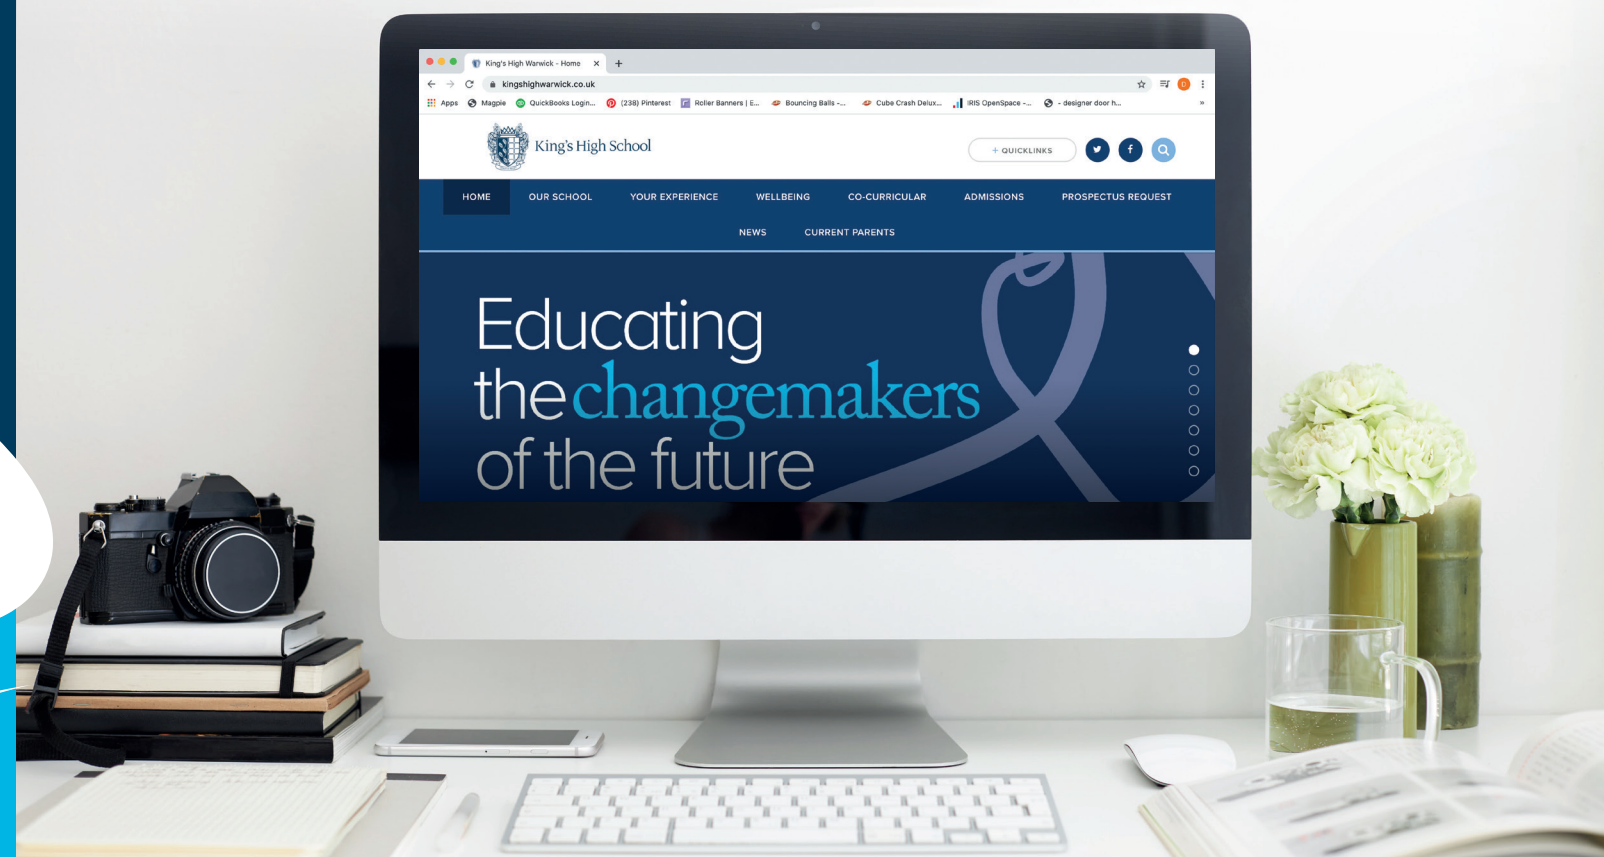 King's High Warwick - Home
kingshighwarwick.co.uk
Apps Magpie QuickBooks Login... (238) Pinterest Roller Banners | E... Bouncing Balls -... Cube Crash Delux... IRIS OpenSpace -... - designer door h... »
King's High School
+ QUICKLINKS
HOME OUR SCHOOL YOUR EXPERIENCE WELLBEING CO-CURRICULAR ADMISSIONS PROSPECTUS REQUEST
NEWS CURRENT PARENTS
Educating
the changemakers
of the future